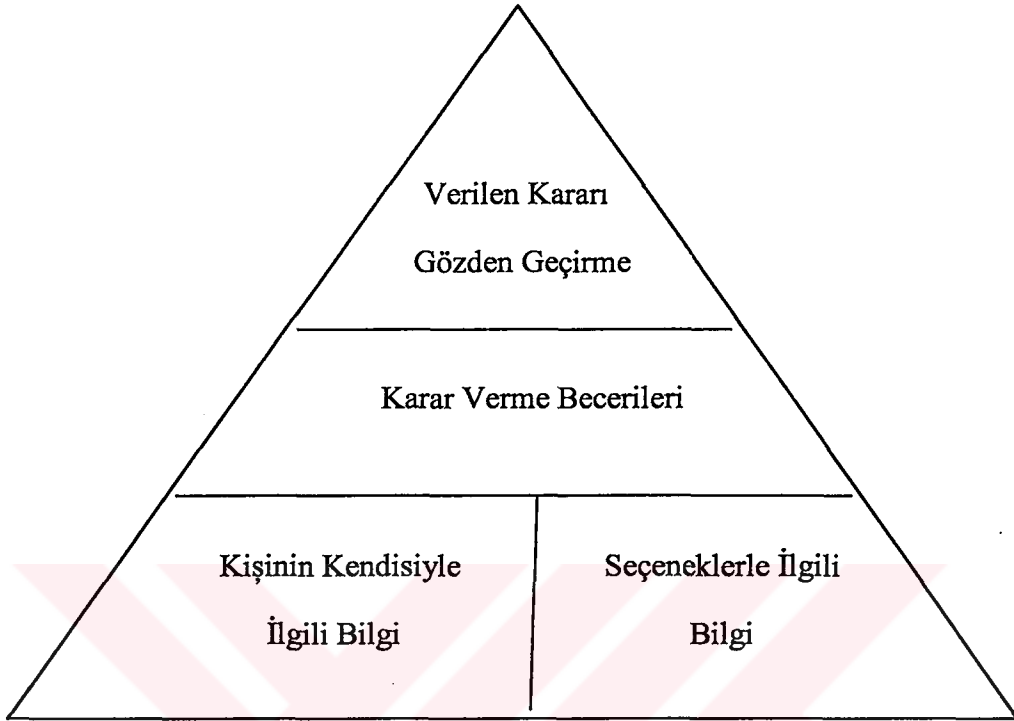 Verilen Kararı
Gözden Geçirme
Karar Verme Becerileri
Kişinin Kendisiyle
İlgili Bilgi
Seçeneklerle İlgili
Bilgi